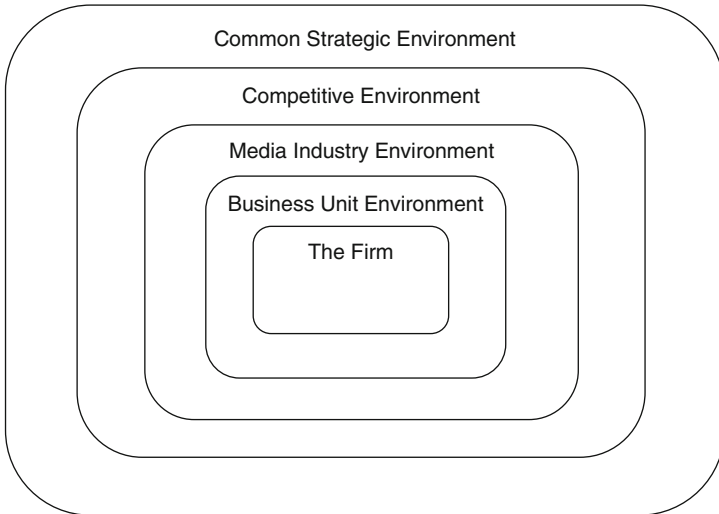 Common Strategic Environment
Competitive Environment
Media Industry Environment
Business Unit Environment
The Firm